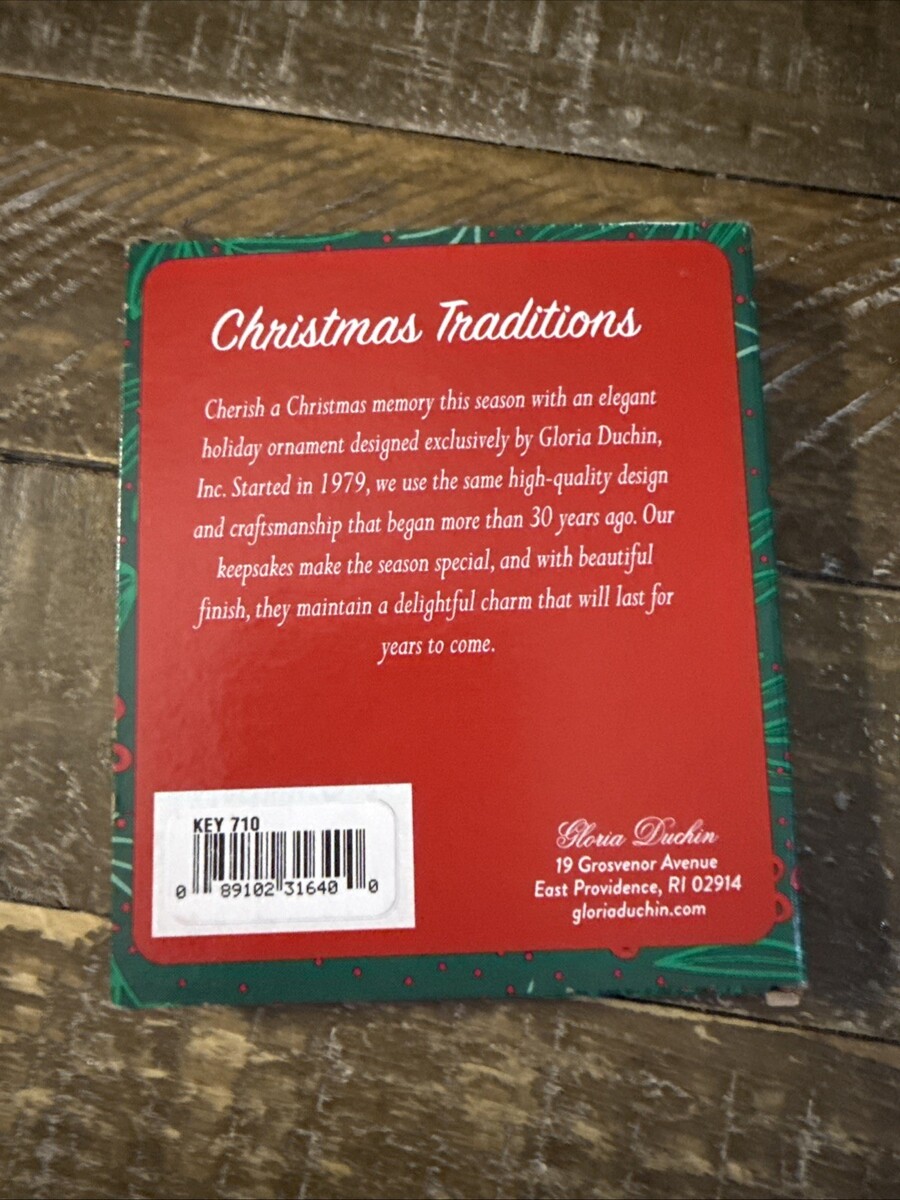 Christmas Traditions
Cherish a Christmas memory this season with an elegant
holiday ornament designed exclusively by Gloria Duchin,
Inc. Started in 1979, we use the same high-quality design
and craftsmanship that began more than 30 years ago. Our
keepsakes make the season special, and with beautiful
finish, they maintain a delightful charm that will last for
years to come.
KEY 710
0 89102 31640 0
Gloria Duchin
19 Grosvenor Avenue
East Providence, RI 02914
gloriaduchin.com